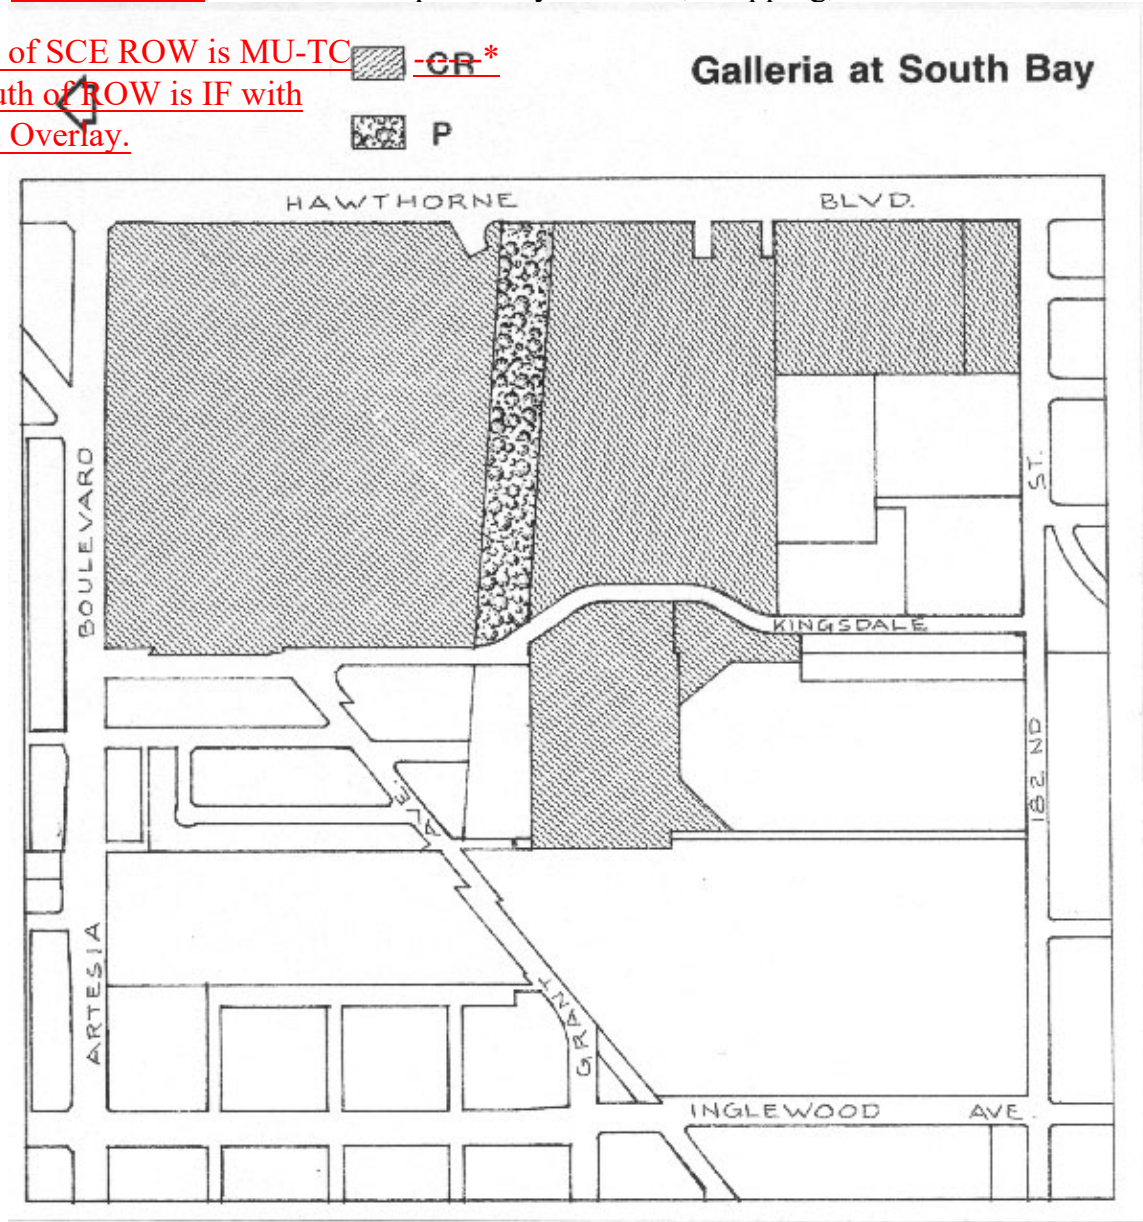 of SCE ROW is MU-TC
CR *
Galleria at South Bay
of ROW is IF with
Overlay.
P
HAWTHORNE BLVD.
BOULEVARD
ST.
KINGSDALE
182 ND
AVE.
ARTESIA
GRANT
INGLEWOOD AVE.